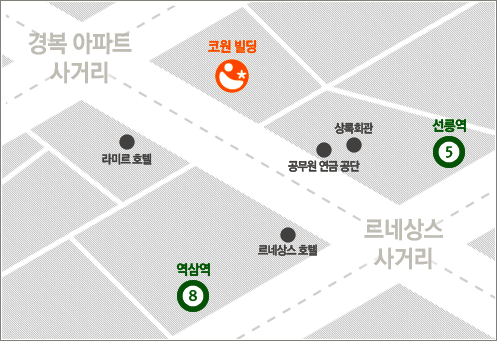 경복 아파트
사거리
코원 빌딩
상록회관
선릉역
5
라미르 호텔
공무원 연금 공단
르네상스
사거리
르네상스 호텔
역삼역
8